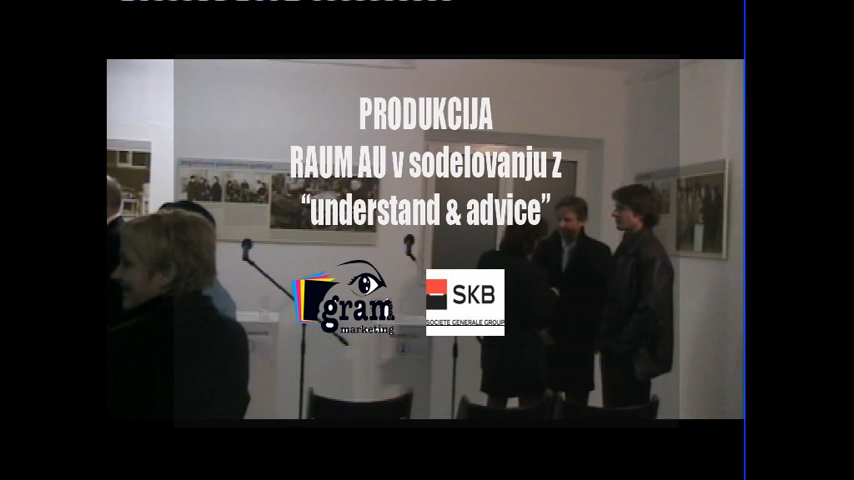 PRODUKCIJA
RAUM AU v sodelovanju z
“understand & advice”
gram
marketing
SKB
SOCIETE GENERALE GROUP